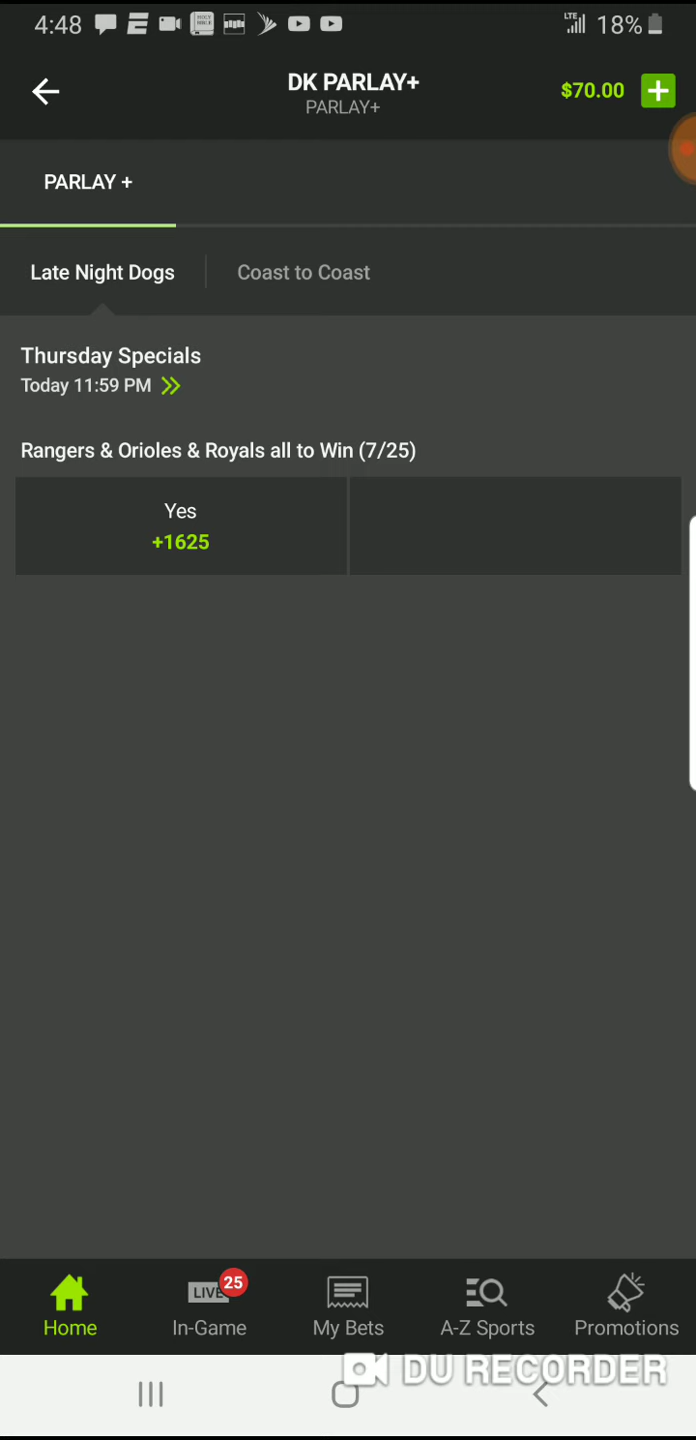 4:48
LTE
18%
DK PARLAY+
PARLAY+
$70.00
PARLAY +
Late Night Dogs
Coast to Coast
Thursday Specials
Today 11:59 PM
Rangers & Orioles & Royals all to Win (7/25)
Yes
+1625
LIVE
25
Home
In-Game
My Bets
A-Z Sports
Promotions
DU RECORDER